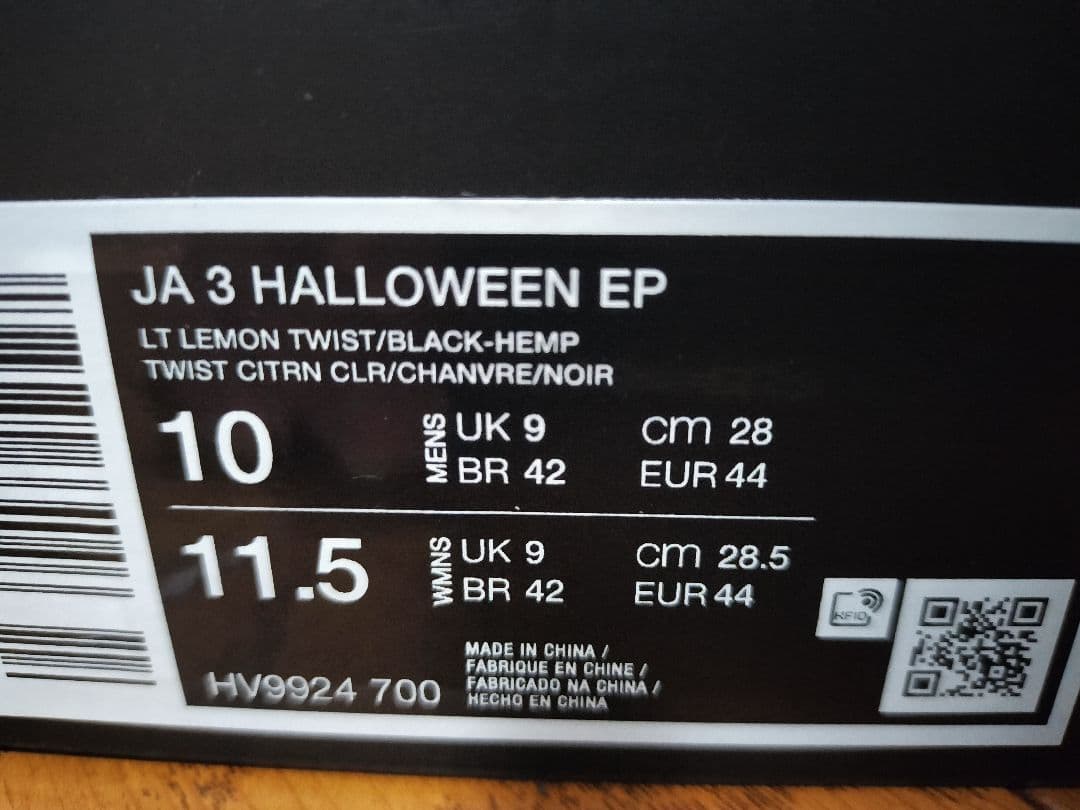 JA 3 HALLOWEEN EP
LT LEMON TWIST/BLACK-HEMP
TWIST CITRN CLR/CHANVRE/NOIR
10 MENS UK 9 cm 28
BR 42 EUR 44
11.5 WMNS UK 9 cm 28.5
BR 42 EUR 44
RFID
HV9924 700
MADE IN CHINA /
FABRIQUE EN CHINE /
FABRICADO NA CHINA /
HECHO EN CHINA